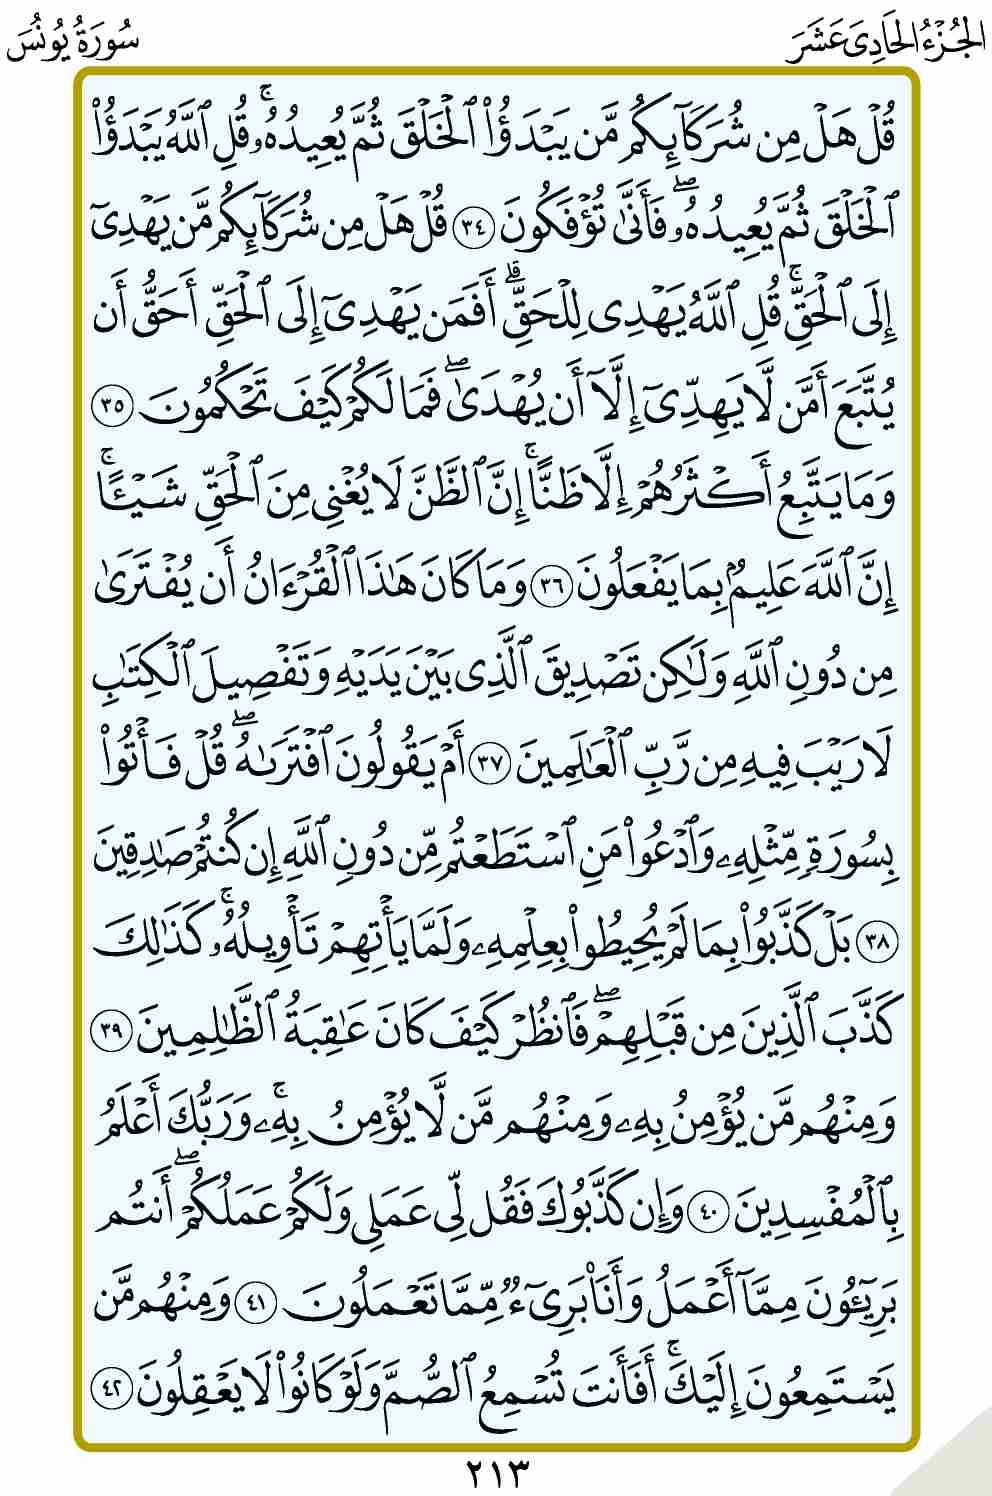 الجُزْءُ الحَادِيَ عَشَرَ
سُورَةُ يُونُسَ
قُلْ هَلْ مِن شُرَكَآئِكُم مَّن يَبْدَؤُاْ ٱلْخَلْقَ ثُمَّ يُعِيدُهُۥۚ قُلِ ٱللَّهُ يَبْدَؤُاْ
ٱلْخَلْقَ ثُمَّ يُعِيدُهُۥۖ فَأَنَّىٰ تُؤْفَكُونَ ٣٤ قُلْ هَلْ مِن شُرَكَآئِكُم مَّن يَهْدِىٓ
إِلَى ٱلْحَقِّۚ قُلِ ٱللَّهُ يَهْدِى لِلْحَقِّۗ أَفَمَن يَهْدِىٓ إِلَى ٱلْحَقِّ أَحَقُّ أَن
يُتَّبَعَ أَمَّن لَّا يَهِدِّىٓ إِلَّآ أَن يُهْدَىٰۖ فَمَا لَكُمْ كَيْفَ تَحْكُمُونَ ٣٥
وَمَا يَتَّبِعُ أَكْثَرُهُمْ إِلَّا ظَنًّاۚ إِنَّ ٱلظَّنَّ لَا يُغْنِى مِنَ ٱلْحَقِّ شَيْـًٔاۚ
إِنَّ ٱللَّهَ عَلِيمٌۢ بِمَا يَفْعَلُونَ ٣٦ وَمَا كَانَ هَٰذَا ٱلْقُرْءَانُ أَن يُفْتَرَىٰ
مِن دُونِ ٱللَّهِ وَلَٰكِن تَصْدِيقَ ٱلَّذِى بَيْنَ يَدَيْهِ وَتَفْصِيلَ ٱلْكِتَٰبِ
لَا رَيْبَ فِيهِ مِن رَّبِّ ٱلْعَٰلَمِينَ ٣٧ أَمْ يَقُولُونَ ٱفْتَرَىٰهُۖ قُلْ فَأْتُواْ
بِسُورَةٍ مِّثْلِهِۦ وَٱدْعُواْ مَنِ ٱسْتَطَعْتُم مِّن دُونِ ٱللَّهِ إِن كُنتُمْ صَٰدِقِينَ
٣٨ بَلْ كَذَّبُواْ بِمَا لَمْ يُحِيطُواْ بِعِلْمِهِۦ وَلَمَّا يَأْتِهِمْ تَأْوِيلُهُۥۚ كَذَٰلِكَ
كَذَّبَ ٱلَّذِينَ مِن قَبْلِهِمْۖ فَٱنظُرْ كَيْفَ كَانَ عَٰقِبَةُ ٱلظَّٰلِمِينَ ٣٩
وَمِنْهُم مَّن يُؤْمِنُ بِهِۦ وَمِنْهُم مَّن لَّا يُؤْمِنُ بِهِۦۚ وَرَبُّكَ أَعْلَمُ
بِٱلْمُفْسِدِينَ ٤٠ وَإِن كَذَّبُوكَ فَقُل لِّى عَمَلِى وَلَكُمْ عَمَلُكُمْۖ أَنتُم
بَرِيٓـُٔونَ مِمَّآ أَعْمَلُ وَأَنَا۠ بَرِىٓءٌ مِّمَّا تَعْمَلُونَ ٤١ وَمِنْهُم مَّن
يَسْتَمِعُونَ إِلَيْكَۚ أَفَأَنتَ تُسْمِعُ ٱلصُّمَّ وَلَوْ كَانُواْ لَا يَعْقِلُونَ ٤٢
٢١٣